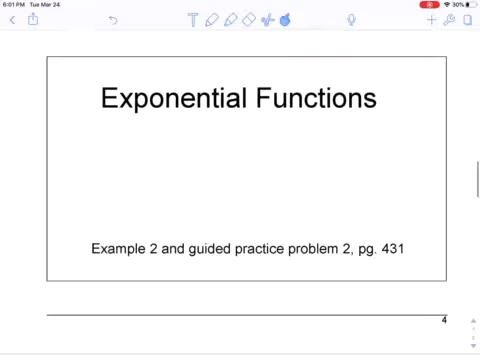 6:01 PM Tue Mar 24
30%
T
Exponential Functions
Example 2 and guided practice problem 2, pg. 431
4